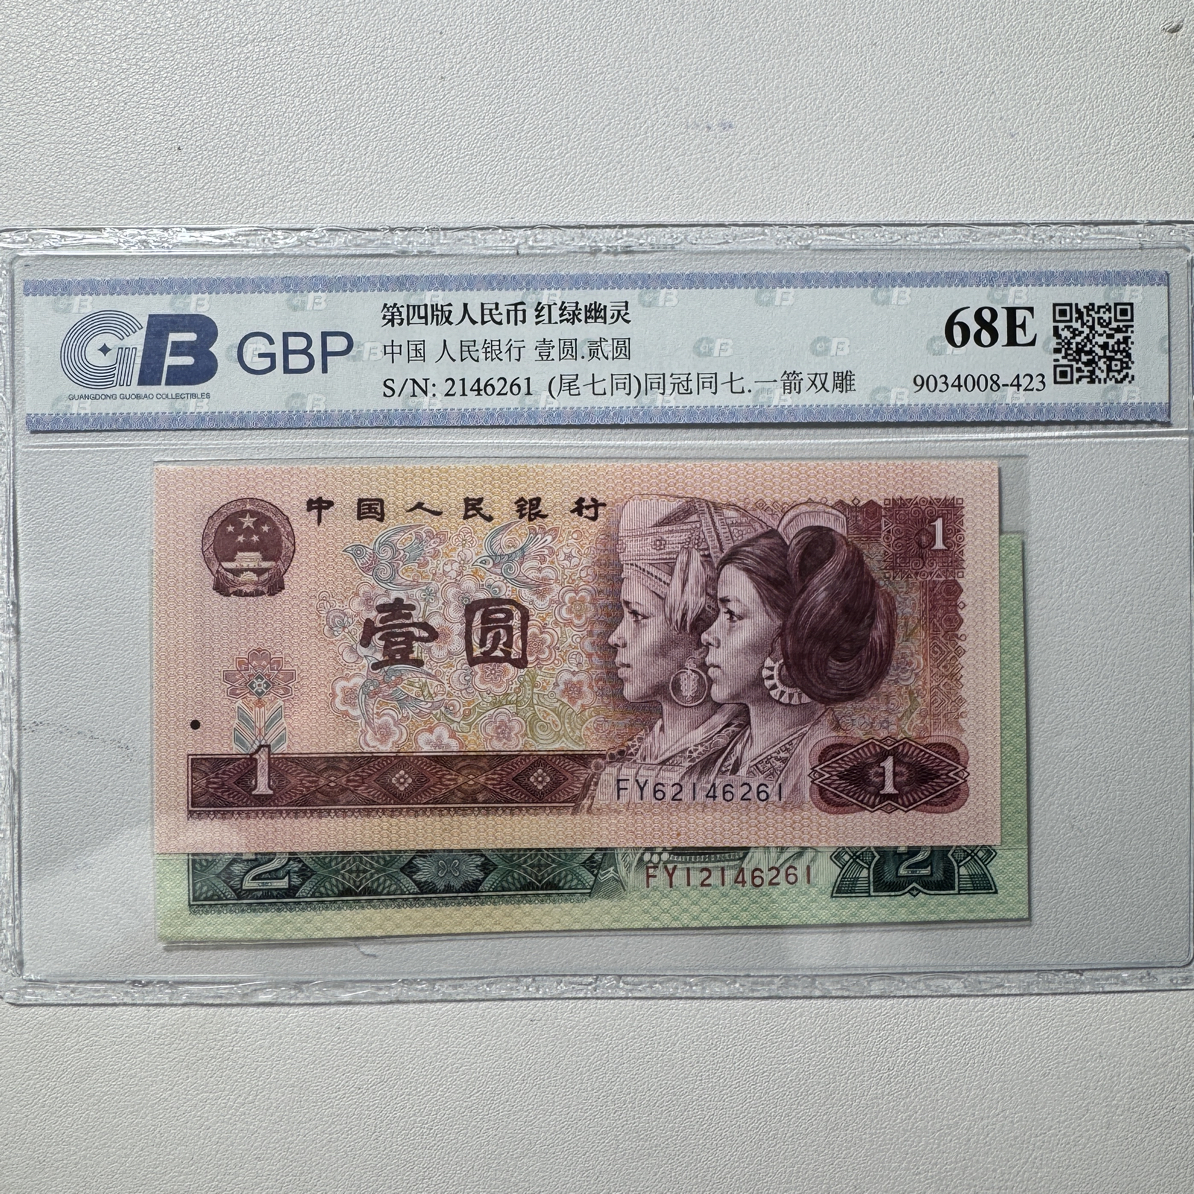 GB GBP
GUANGDONG GUOBIAO COLLECTIBLES
第四版人民币 红绿幽灵
中国 人民银行 壹圆.贰圆
S/N: 2146261 (尾七同)同冠同七.一箭双雕
68E
9034008-423
中国人民银行
1
壹圆
1
FY62146261
1
2
FY12146261
2